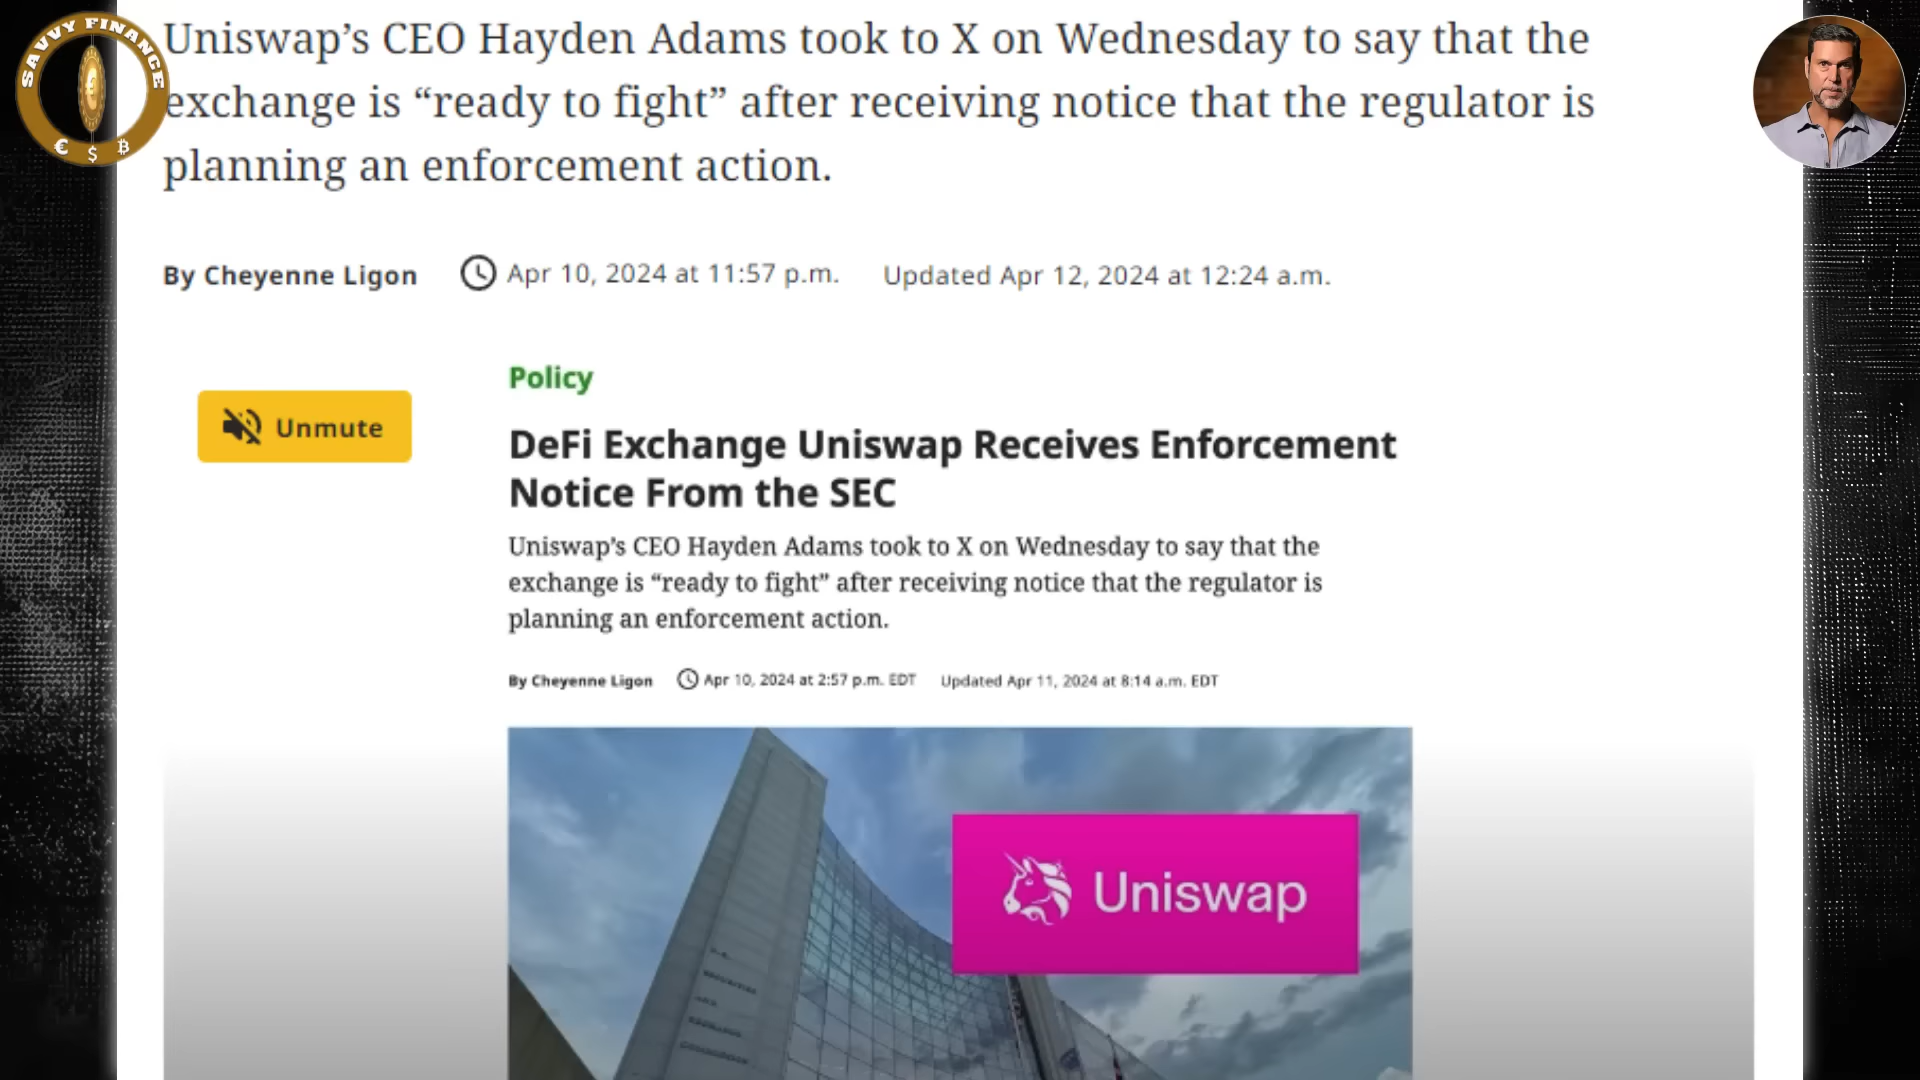 SAVVY FINANCE
€ $ ₿
Uniswap’s CEO Hayden Adams took to X on Wednesday to say that the
exchange is “ready to fight” after receiving notice that the regulator is
planning an enforcement action.
By Cheyenne Ligon Apr 10, 2024 at 11:57 p.m. Updated Apr 12, 2024 at 12:24 a.m.
Unmute
Policy
DeFi Exchange Uniswap Receives Enforcement
Notice From the SEC
Uniswap’s CEO Hayden Adams took to X on Wednesday to say that the
exchange is “ready to fight” after receiving notice that the regulator is
planning an enforcement action.
By Cheyenne Ligon Apr 10, 2024 at 2:57 p.m. EDT Updated Apr 11, 2024 at 8:14 a.m. EDT
Uniswap